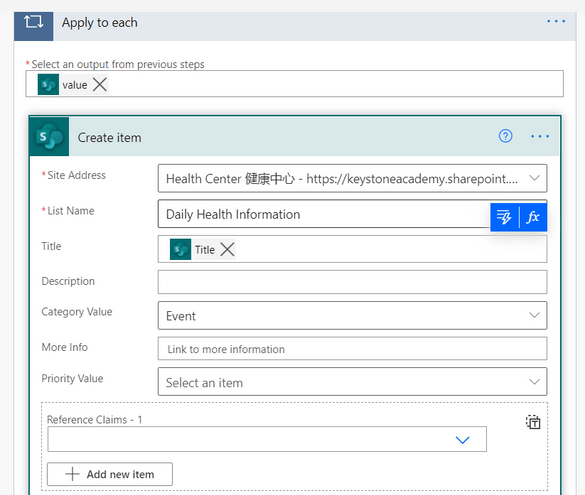 Apply to each
* Select an output from previous steps
value
Create item
* Site Address
Health Center 健康中心 - https://keystoneacademy.sharepoint....
* List Name
Daily Health Information
fx
Title
Title
Description
Category Value
Event
More Info
Link to more information
Priority Value
Select an item
Reference Claims - 1
Add new item